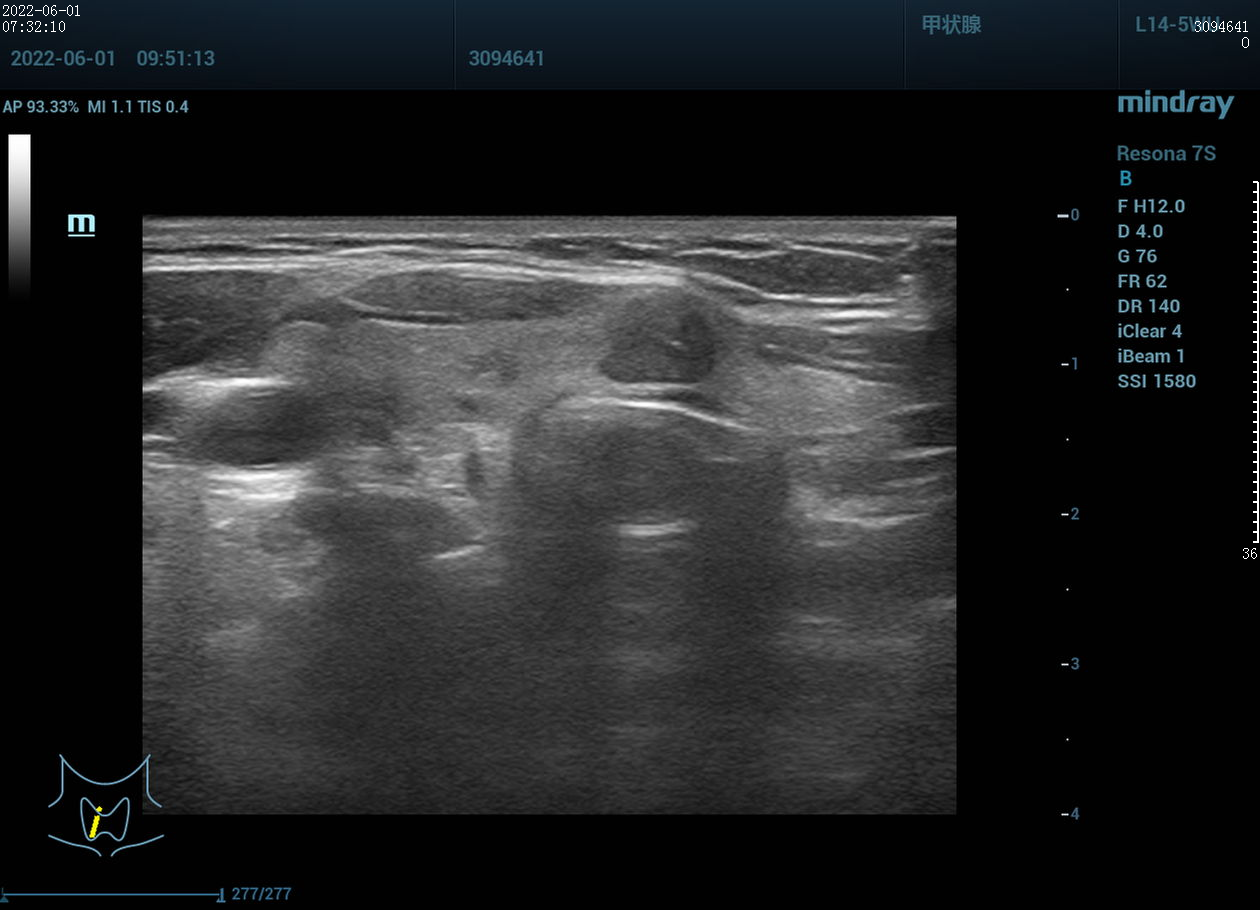 2022-06-01
07:32:10
2022-06-01 09:51:13
3094641
甲状腺
L14-5WU
3094641
0
AP 93.33% MI 1.1 TIS 0.4
mindray
Resona 7S
B
F H12.0
D 4.0
G 76
FR 62
DR 140
iClear 4
iBeam 1
SSI 1580
m
0
1
2
3
4
36
277/277